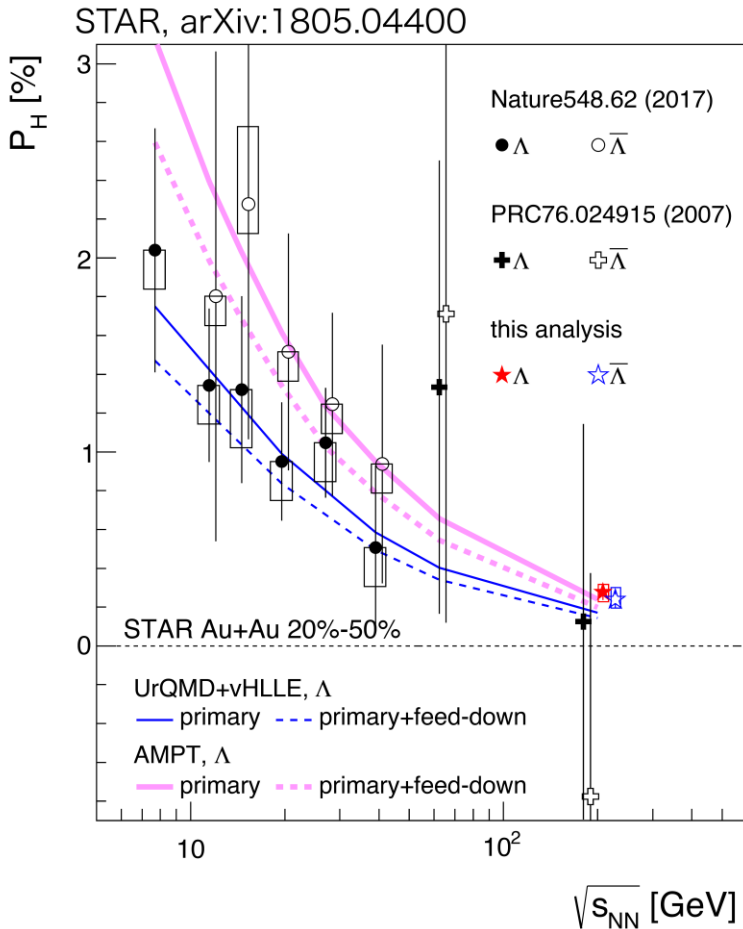 STAR, arXiv:1805.04400
P_H [%]
3
2
1
0
Nature548.62 (2017)
Λ Λ̅
PRC76.024915 (2007)
Λ Λ̅
this analysis
Λ Λ̅
STAR Au+Au 20%-50%
UrQMD+vHLLE, Λ
primary primary+feed-down
AMPT, Λ
primary primary+feed-down
10 10²
√s_NN [GeV]